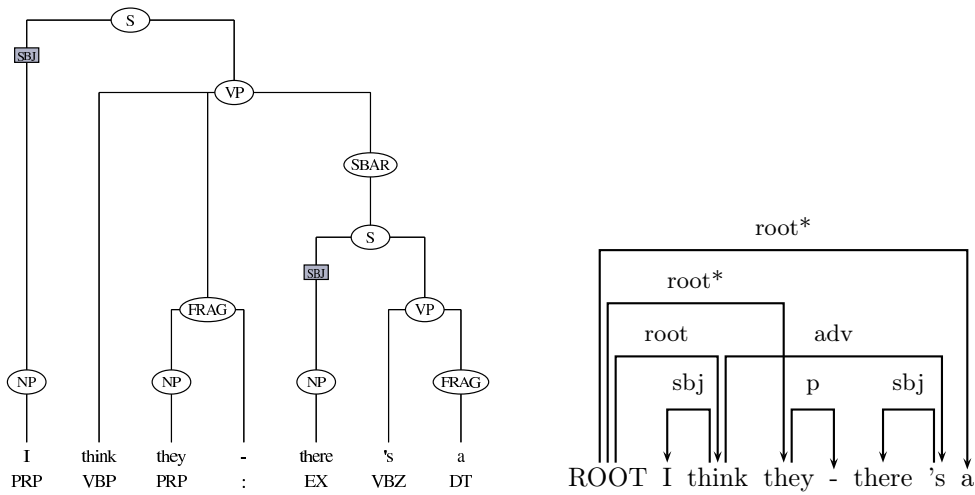 S
SBJ
VP
SBAR
S
SBJ
FRAG VP
NP NP NP FRAG
I think they - there 's a
PRP VBP PRP : EX VBZ DT
root*
root*
root adv
sbj p sbj
ROOT I think they - there 's a